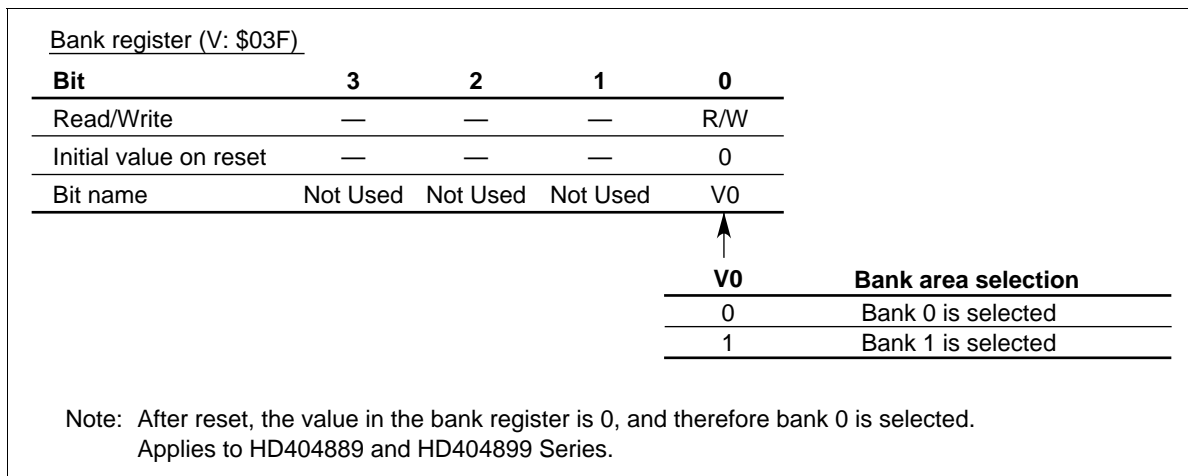 Bank register (V: $03F)
Bit 3 2 1 0
Read/Write — — — R/W
Initial value on reset — — — 0
Bit name Not Used Not Used Not Used V0
V0 Bank area selection
0 Bank 0 is selected
1 Bank 1 is selected
Note: After reset, the value in the bank register is 0, and therefore bank 0 is selected.
Applies to HD404889 and HD404899 Series.